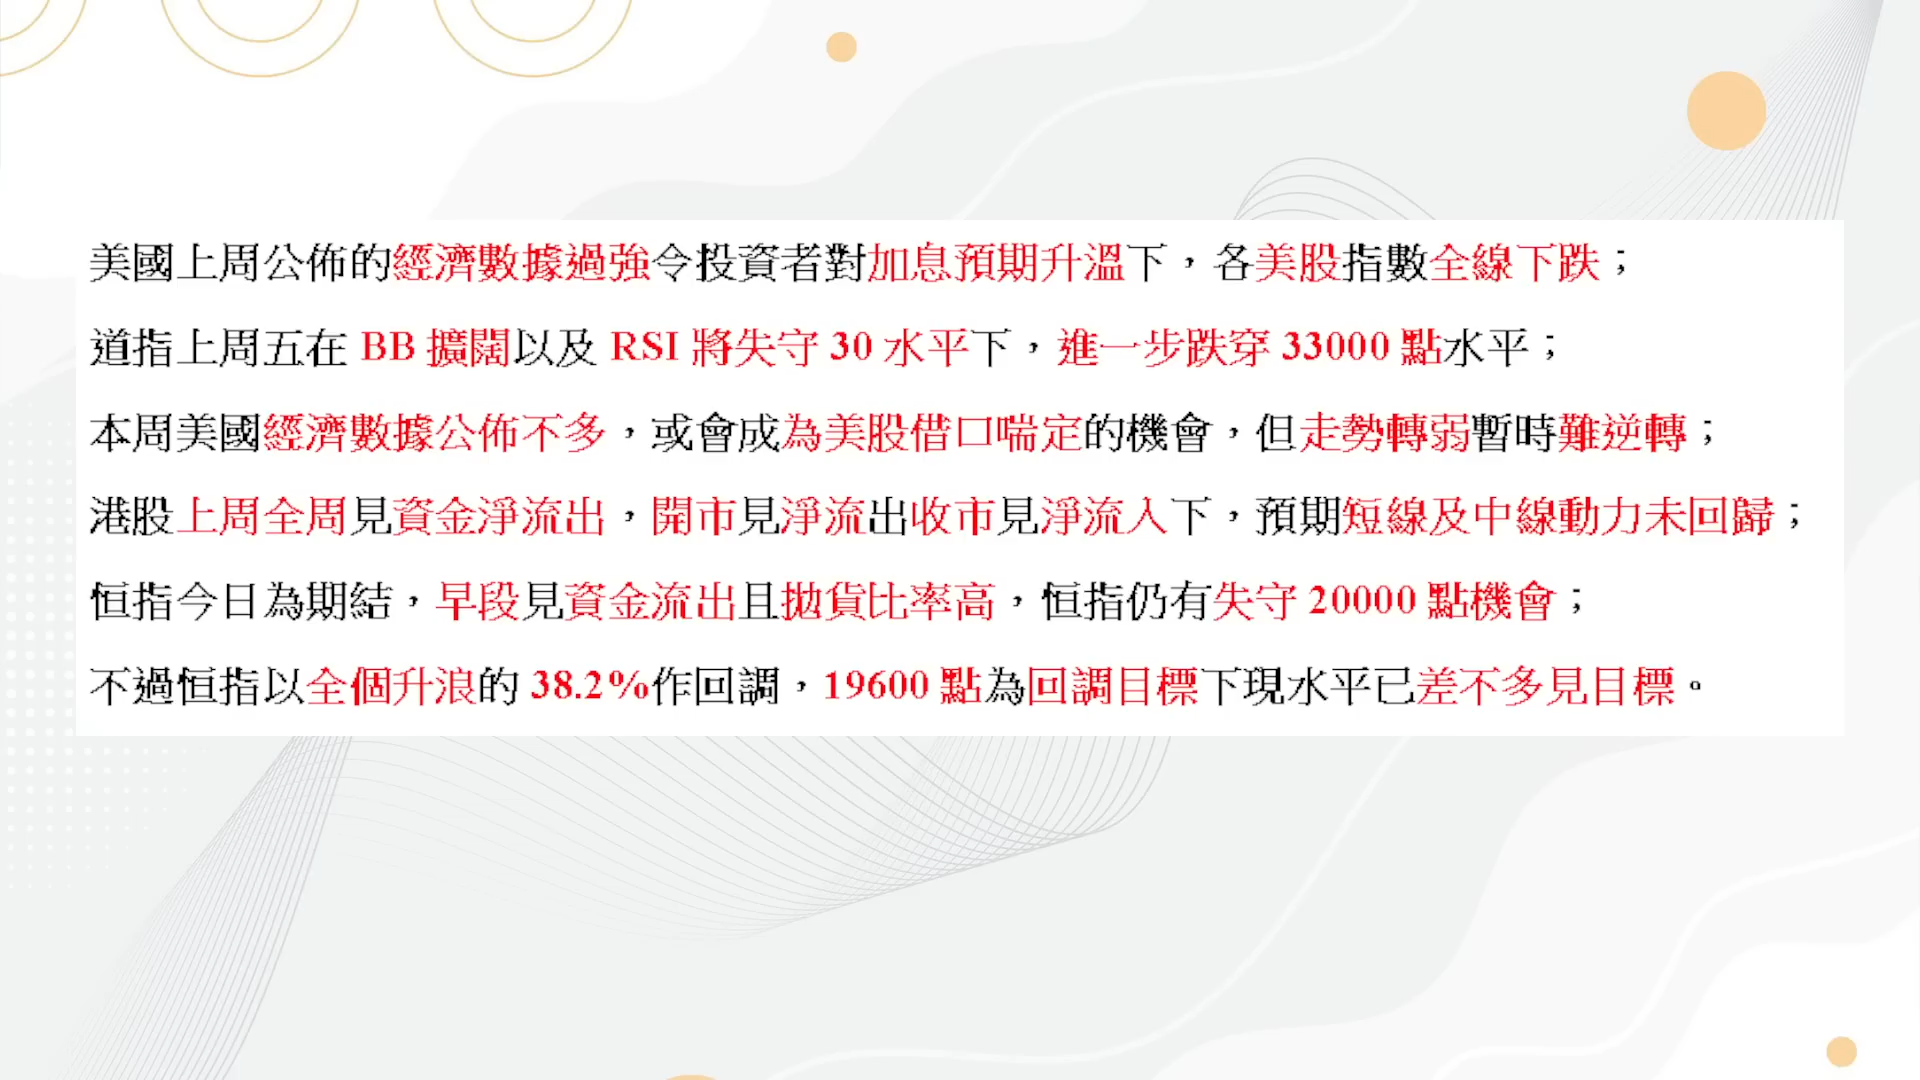 美國上周公佈的經濟數據過強令投資者對加息預期升溫下，各美股指數全線下跌；
道指上周五在 BB 擴闊以及 RSI 將失守 30 水平下，進一步跌穿 33000 點水平；
本周美國經濟數據公佈不多，或會成為美股借口喘定的機會，但走勢轉弱暫時難逆轉；
港股上周全周見資金淨流出，開市見淨流出收市見淨流入下，預期短線及中線動力未回歸；
恒指今日為期結，早段見資金流出且拋貨比率高，恒指仍有失守 20000 點機會；
不過恒指以全個升浪的 38.2%作回調，19600 點為回調目標下現水平已差不多見目標。